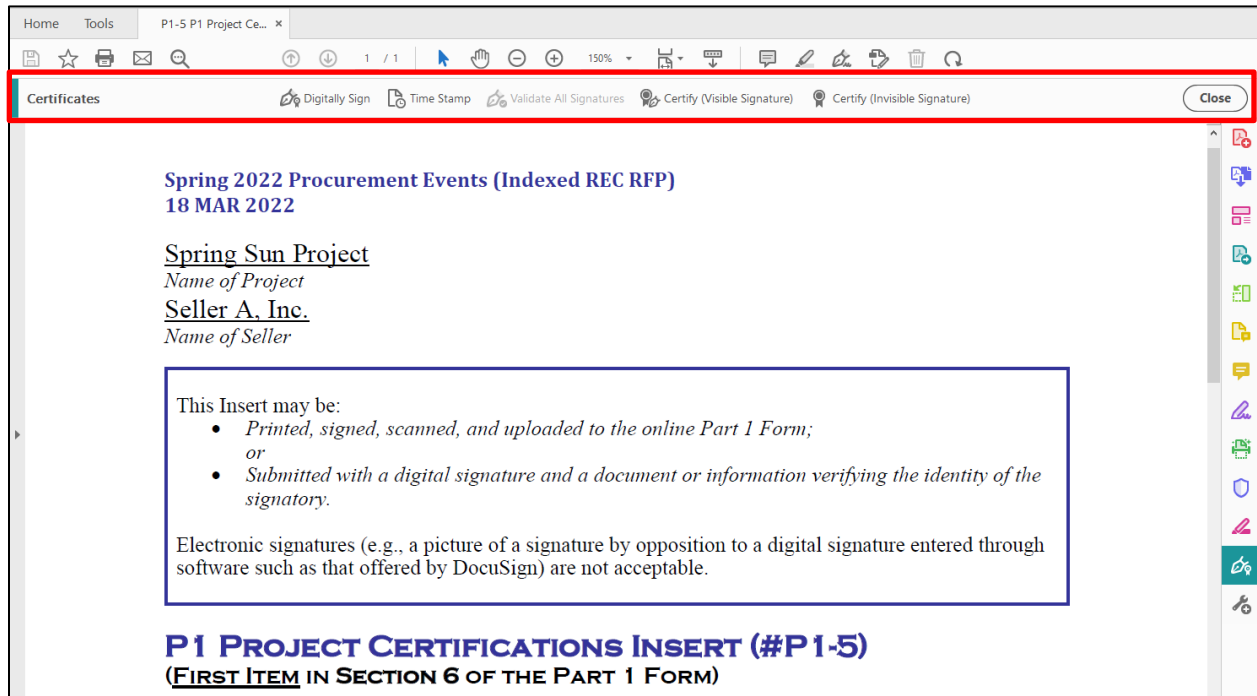 Home Tools P1-5 P1 Project Ce... ×
1 / 1 150%
Certificates Digitally Sign Time Stamp Validate All Signatures Certify (Visible Signature) Certify (Invisible Signature) Close
Spring 2022 Procurement Events (Indexed REC RFP)
18 MAR 2022
Spring Sun Project
Name of Project
Seller A, Inc.
Name of Seller
This Insert may be:
• Printed, signed, scanned, and uploaded to the online Part 1 Form;
or
• Submitted with a digital signature and a document or information verifying the identity of the
signatory.
Electronic signatures (e.g., a picture of a signature by opposition to a digital signature entered through
software such as that offered by DocuSign) are not acceptable.
P1 PROJECT CERTIFICATIONS INSERT (#P1-5)
(FIRST ITEM IN SECTION 6 OF THE PART 1 FORM)